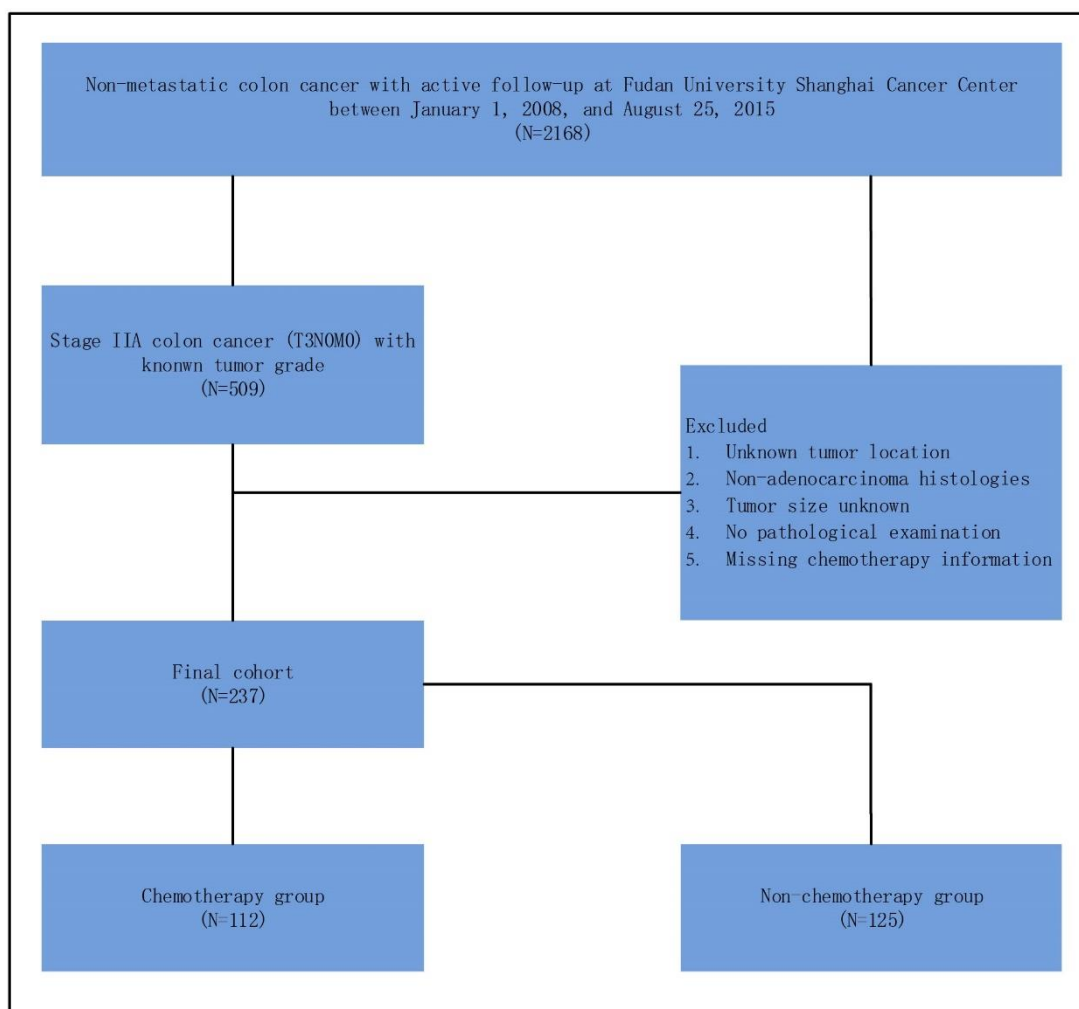 Non-metastatic colon cancer with active follow-up at Fudan University Shanghai Cancer Center
between January 1, 2008, and August 25, 2015
(N=2168)
Stage IIA colon cancer (T3N0M0) with
knonwn tumor grade
(N=509)
Excluded
1. Unknown tumor location
2. Non-adenocarcinoma histologies
3. Tumor size unknown
4. No pathological examination
5. Missing chemotherapy information
Final cohort
(N=237)
Chemotherapy group
(N=112)
Non-chemotherapy group
(N=125)